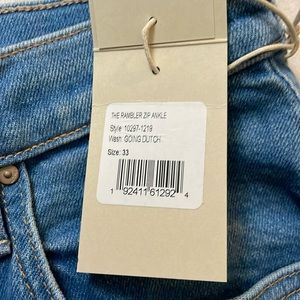 THE RAMBLER ZIP ANKLE
Style: 10297-1219
Wash: GOING DUTCH
Size: 33
1 92411 61292 4